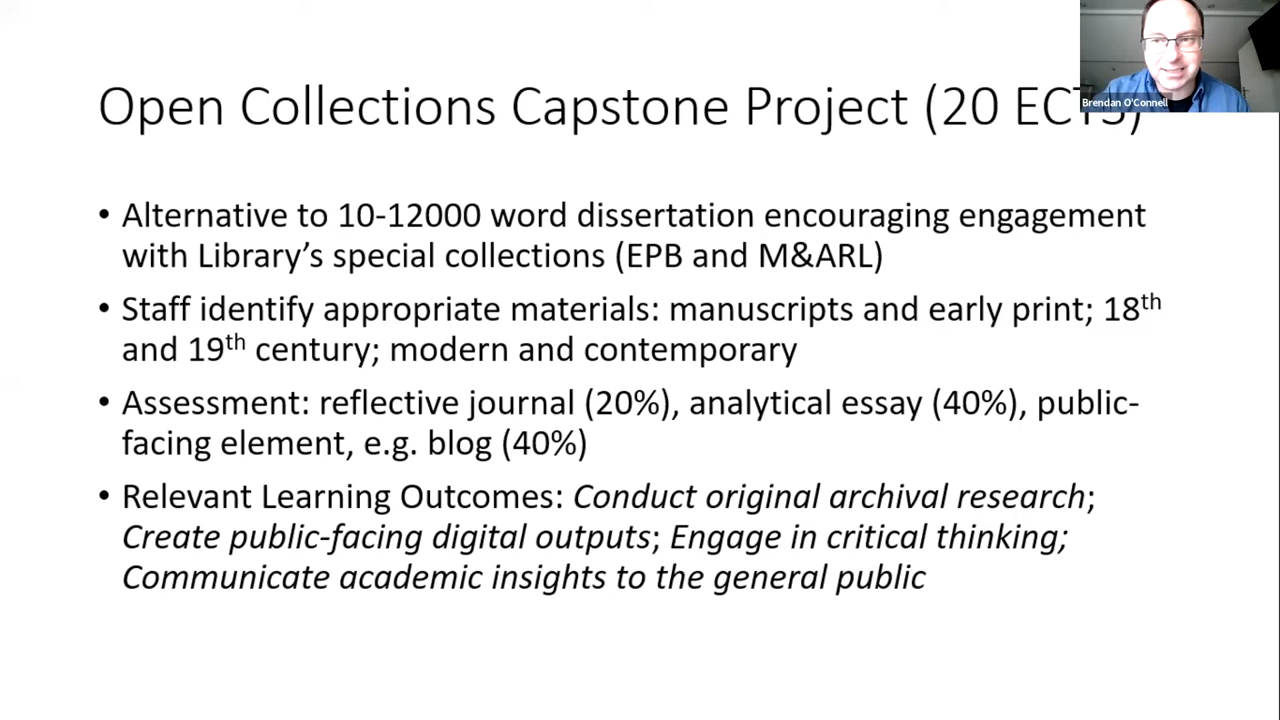 Open Collections Capstone Project (20 ECTS)
Brendan O'Connell
• Alternative to 10-12000 word dissertation encouraging engagement
with Library's special collections (EPB and M&ARL)
• Staff identify appropriate materials: manuscripts and early print; 18th
and 19th century; modern and contemporary
• Assessment: reflective journal (20%), analytical essay (40%), public-
facing element, e.g. blog (40%)
• Relevant Learning Outcomes: Conduct original archival research;
Create public-facing digital outputs; Engage in critical thinking;
Communicate academic insights to the general public